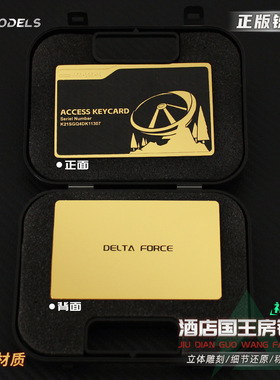 ODELS
正版
ACCESS KEYCARD
Serial Number
K21SGQ4DK11307
正面
DELTA FORCE
背面
材质
酒店国王房
JIU DIAN GUO WANG FA
立体雕刻/细节还原/